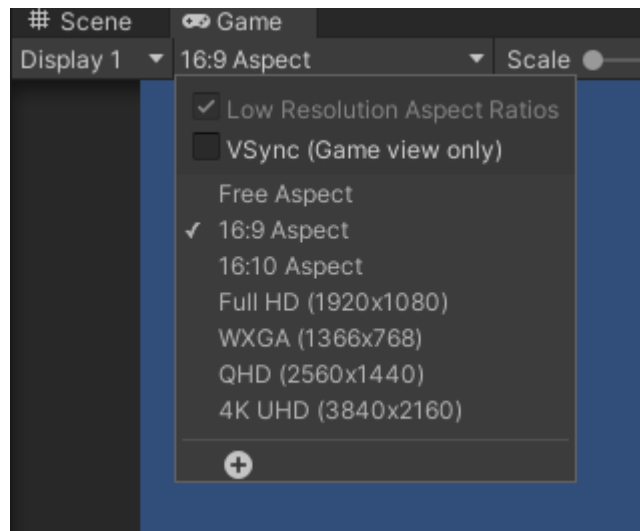 Scene
Game
Display 1
16:9 Aspect
Scale
Low Resolution Aspect Ratios
VSync (Game view only)
Free Aspect
16:9 Aspect
16:10 Aspect
Full HD (1920x1080)
WXGA (1366x768)
QHD (2560x1440)
4K UHD (3840x2160)